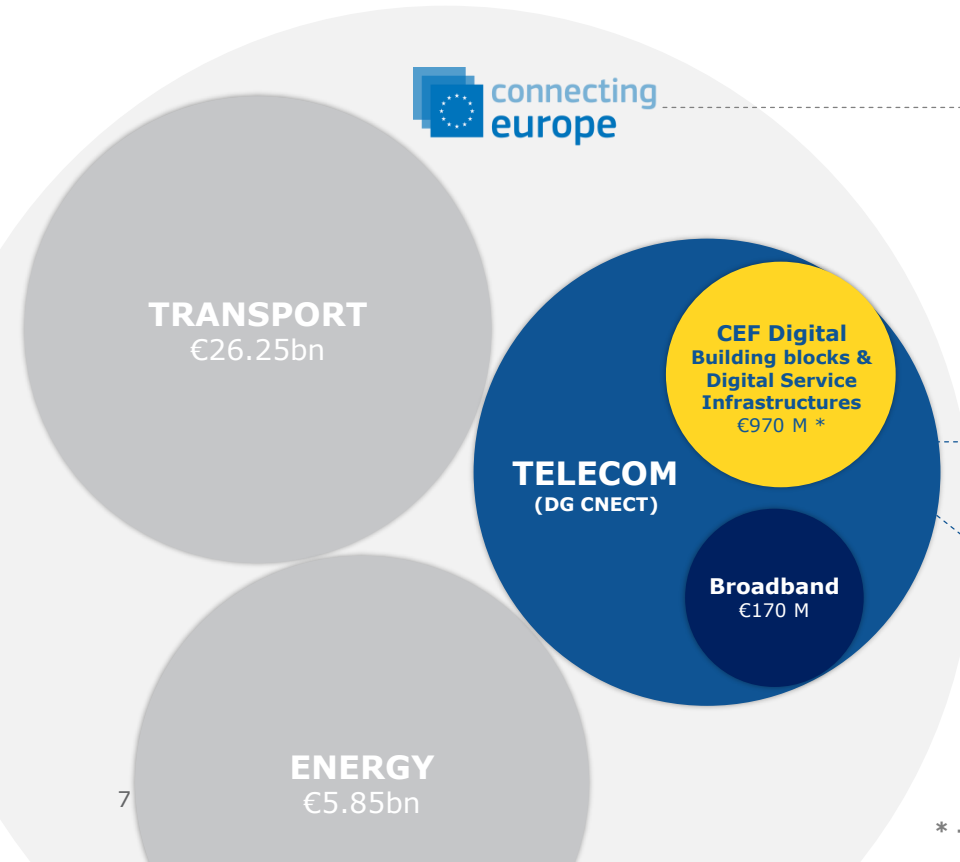 connecting
europe
TRANSPORT
€26.25bn
CEF Digital
Building blocks &
Digital Service
Infrastructures
€970 M *
TELECOM
(DG CNECT)
Broadband
€170 M
ENERGY
€5.85bn
7
*